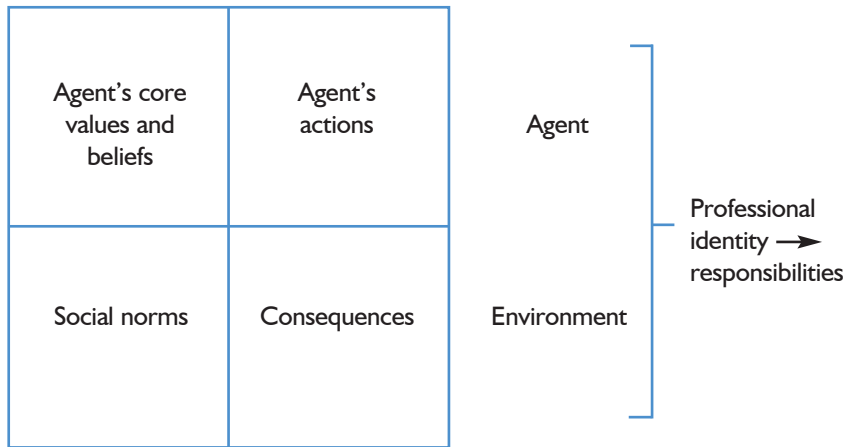 Agent’s core
values and
beliefs
Agent’s
actions
Agent
Professional
identity →
responsibilities
Social norms
Consequences
Environment